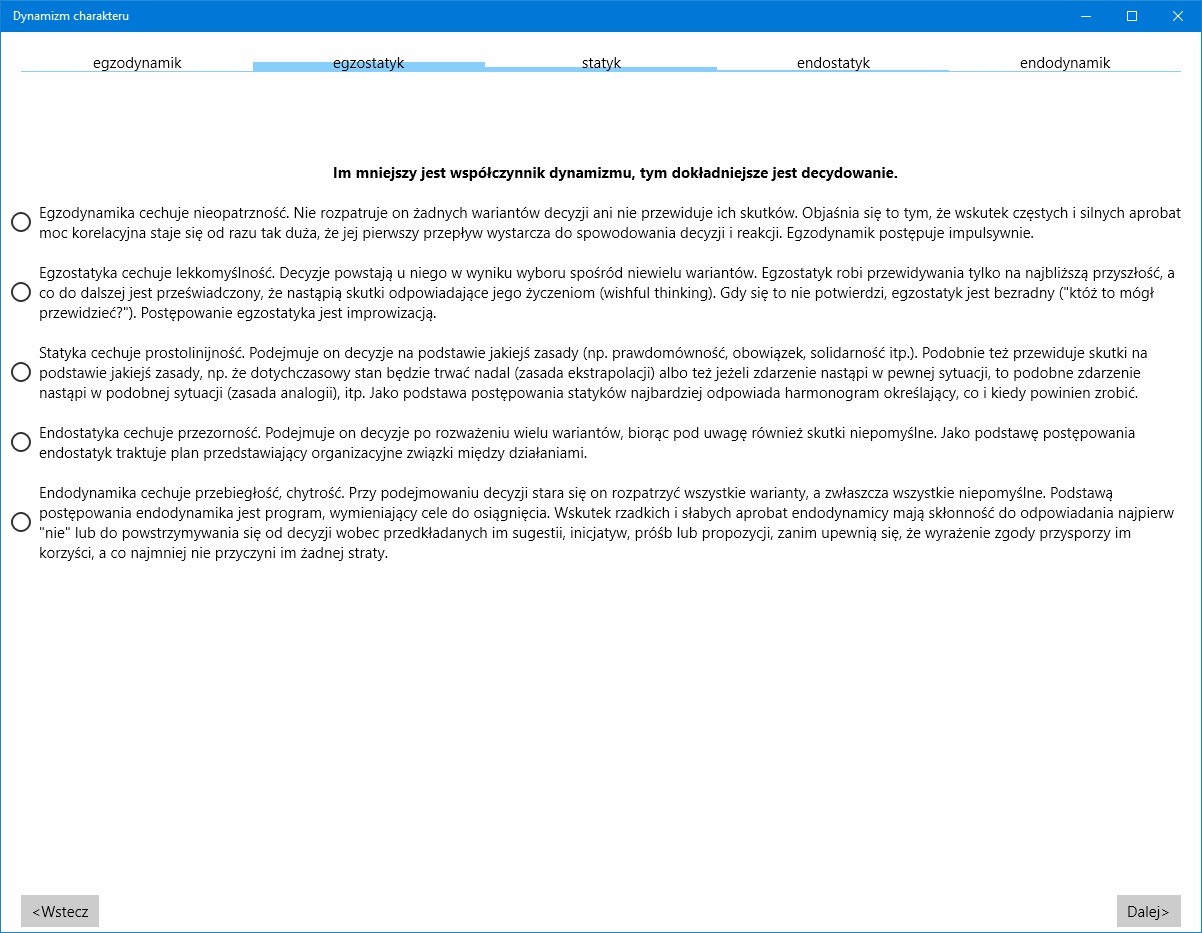 Dynamizm charakteru
egzodynamik egzostatyk statyk endostatyk endodynamik
Im mniejszy jest współczynnik dynamizmu, tym dokładniejsze jest decydowanie.
Egzodynamika cechuje nieopatrzność. Nie rozpatruje on żadnych wariantów decyzji ani nie przewiduje ich skutków. Objaśnia się to tym, że wskutek częstych i silnych aprobat
moc korelacyjna staje się od razu tak duża, że jej pierwszy przepływ wystarcza do spowodowania decyzji i reakcji. Egzodynamik postępuje impulsywnie.
Egzostatyka cechuje lekkomyślność. Decyzje powstają u niego w wyniku wyboru spośród niewielu wariantów. Egzostatyk robi przewidywania tylko na najbliższą przyszłość, a
co do dalszej jest przeświadczony, że nastąpią skutki odpowiadające jego życzeniom (wishful thinking). Gdy się to nie potwierdzi, egzostatyk jest bezradny ("któż to mógł
przewidzieć?"). Postępowanie egzostatyka jest improwizacją.
Statyka cechuje prostolinijność. Podejmuje on decyzje na podstawie jakiejś zasady (np. prawdomówność, obowiązek, solidarność itp.). Podobnie też przewiduje skutki na
podstawie jakiejś zasady, np. że dotychczasowy stan będzie trwać nadal (zasada ekstrapolacji) albo też jeżeli zdarzenie nastąpi w pewnej sytuacji, to podobne zdarzenie
nastąpi w podobnej sytuacji (zasada analogii), itp. Jako podstawa postępowania statyków najbardziej odpowiada harmonogram określający, co i kiedy powinien zrobić.
Endostatyka cechuje przezorność. Podejmuje on decyzje po rozważeniu wielu wariantów, biorąc pod uwagę również skutki niepomyślne. Jako podstawę postępowania
endostatyk traktuje plan przedstawiający organizacyjne związki między działaniami.
Endodynamika cechuje przebiegłość, chytrość. Przy podejmowaniu decyzji stara się on rozpatrzyć wszystkie warianty, a zwłaszcza wszystkie niepomyślne. Podstawą
postępowania endodynamika jest program, wymieniający cele do osiągnięcia. Wskutek rzadkich i słabych aprobat endodynamicy mają skłonność do odpowiadania najpierw
"nie" lub do powstrzymywania się od decyzji wobec przedkładanych im sugestii, inicjatyw, próśb lub propozycji, zanim upewnią się, że wyrażenie zgody przysporzy im
korzyści, a co najmniej nie przyczyni im żadnej straty.
<Wstecz Dalej>